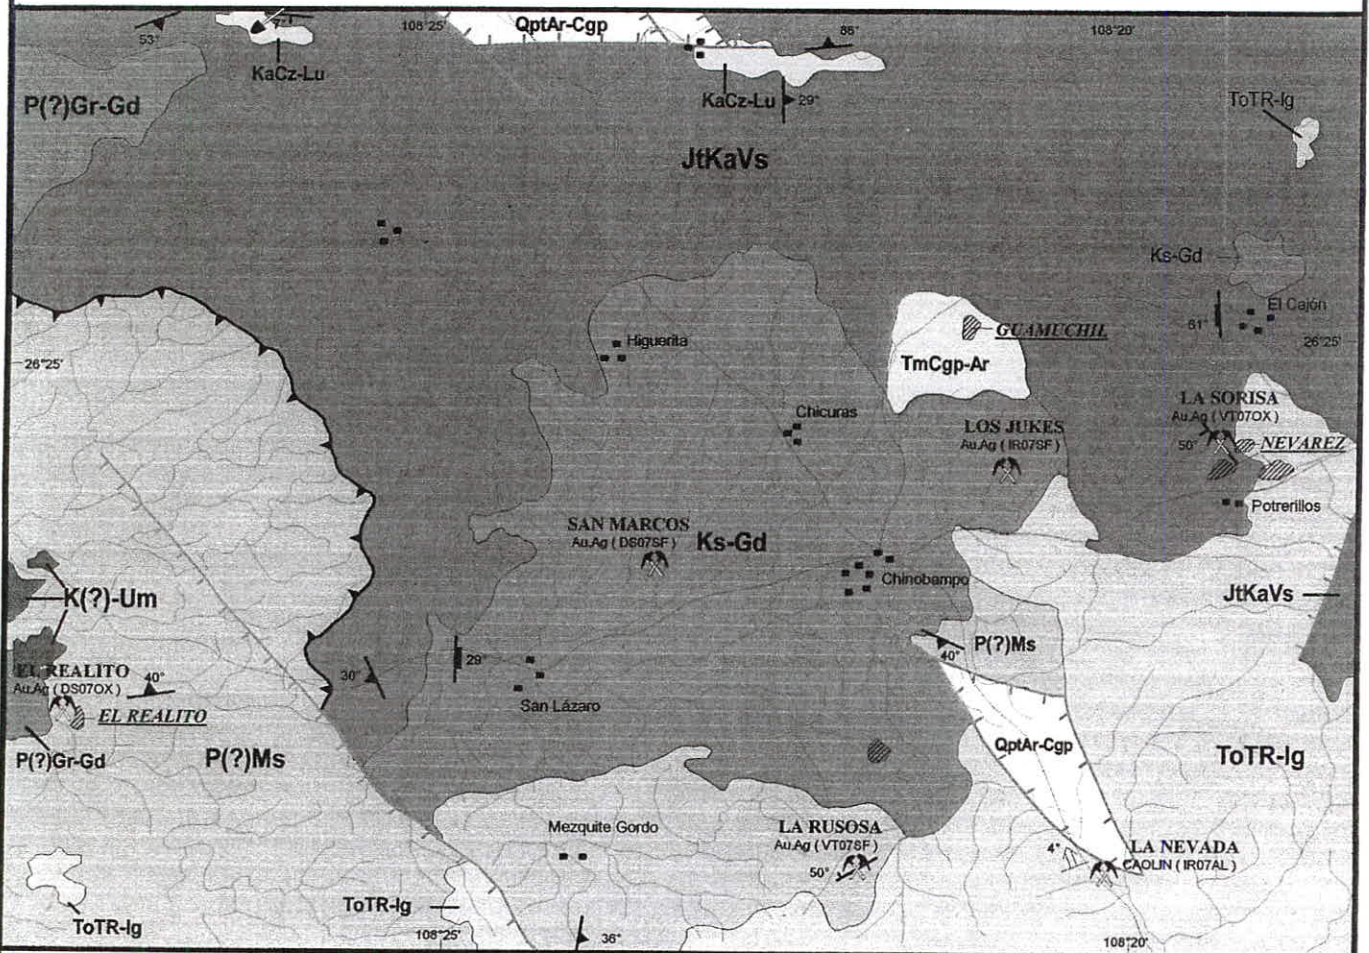 108°25'
QptAr-Cgp
86°
108°20'
53°
KaCz-Lu
P(?)Gr-Gd
KaCz-Lu
29°
ToTR-Ig
JtKaVs
Ks-Gd
El Cajón
61°
26°25'
Higuerita
GUAMUCHIL
26°25'
TmCgp-Ar
LA SORISA
Au.Ag ( VT07OX )
Chicuras
LOS JUKES
Au.Ag ( IR07SF )
50°
NEVAREZ
Potrerillos
SAN MARCOS
Au.Ag ( DS07SF )
Ks-Gd
Chinobampo
K(?)-Um
JtKaVs
P(?)Ms
40°
EL REALITO
Au.Ag ( DS07OX )
40°
30°
29°
San Lázaro
EL REALITO
P(?)Gr-Gd
P(?)Ms
QptAr-Cgp
ToTR-Ig
Mezquite Gordo
LA RUSOSA
Au.Ag ( VT07SF )
50°
4°
LA NEVADA
CAOLIN ( IR07AL )
ToTR-Ig
ToTR-Ig
108°25'
36°
108°20'